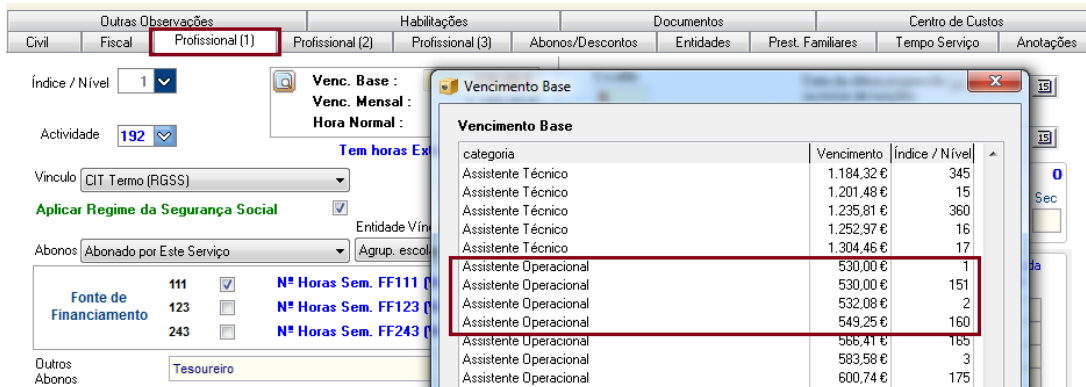 Outras Observações Habilitações Documentos Centro de Custos
Civil Fiscal Profissional (1) Profissional (2) Profissional (3) Abonos/Descontos Entidades Prest. Familiares Tempo Serviço Anotações
Índice / Nível 1
Venc. Base :
Venc. Mensal :
Hora Normal :
Actividade 192
Tem horas Ext
Vinculo CIT Termo (RGSS)
Aplicar Regime da Segurança Social
Entidade Vín
Abonos Abonado por Este Serviço Agrup. escol
Fonte de Financiamento
111 Nº Horas Sem. FF111 (
123 Nº Horas Sem. FF123 (
243 Nº Horas Sem. FF243 (
Outros Abonos Tesoureiro
Vencimento Base
Vencimento Base
categoria Vencimento Índice / Nível
Assistente Técnico 1.184,32 € 345
Assistente Técnico 1.201,48 € 15
Assistente Técnico 1.235,81 € 360
Assistente Técnico 1.252,97 € 16
Assistente Técnico 1.304,46 € 17
Assistente Operacional 530,00 € 1
Assistente Operacional 530,00 € 151
Assistente Operacional 532,08 € 2
Assistente Operacional 549,25 € 160
Assistente Operacional 566,41 € 165
Assistente Operacional 583,58 € 3
Assistente Operacional 600,74 € 175
15
15
0
Sec
da